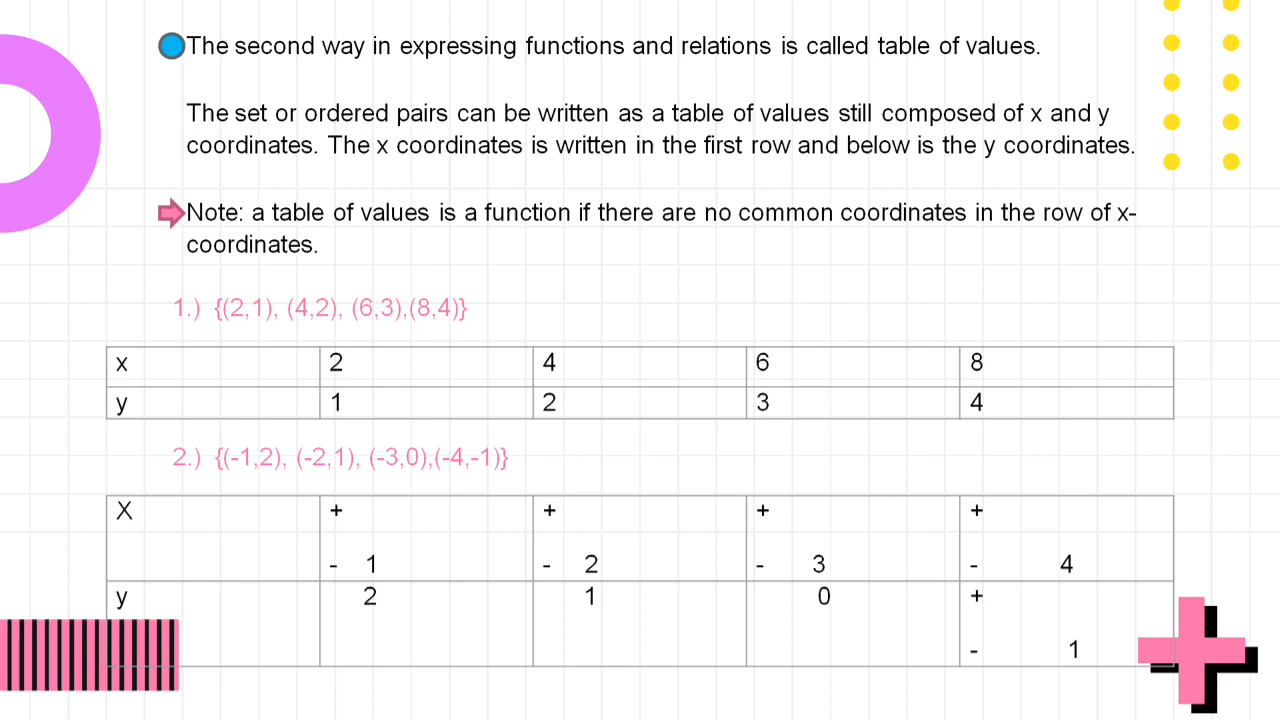 The second way in expressing functions and relations is called table of values.
The set or ordered pairs can be written as a table of values still composed of x and y
coordinates. The x coordinates is written in the first row and below is the y coordinates.
Note: a table of values is a function if there are no common coordinates in the row of x-
coordinates.
1.) {(2,1), (4,2), (6,3),(8,4)}
x 2 4 6 8
y 1 2 3 4
2.) {(-1,2), (-2,1), (-3,0),(-4,-1)}
X + + + +
- 1 - 2 - 3 - 4
y 2 1 0 +
- 1